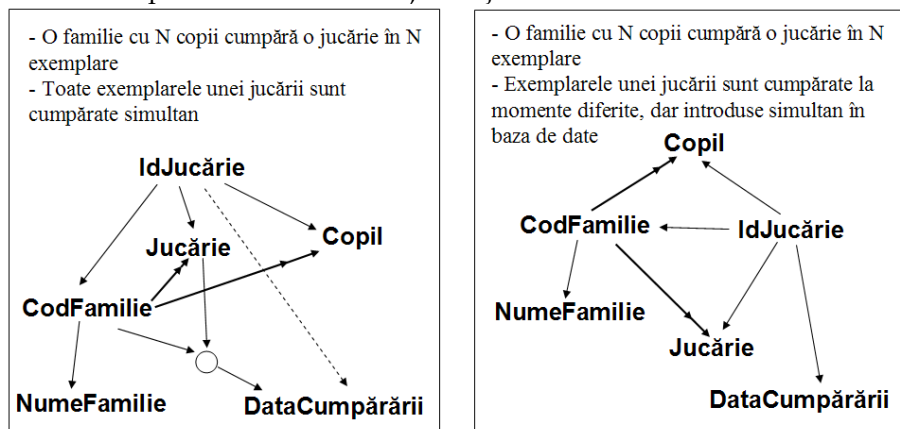 - O familie cu N copii cumpără o jucărie în N
exemplare
- Toate exemplarele unei jucării sunt
cumpărate simultan
IdJucărie
Jucărie
Copil
CodFamilie
NumeFamilie
DataCumpărării
- O familie cu N copii cumpără o jucărie în N
exemplare
- Exemplarele unei jucării sunt cumpărate la
momente diferite, dar introduse simultan în
baza de date
Copil
CodFamilie
IdJucărie
NumeFamilie
Jucărie
DataCumpărării